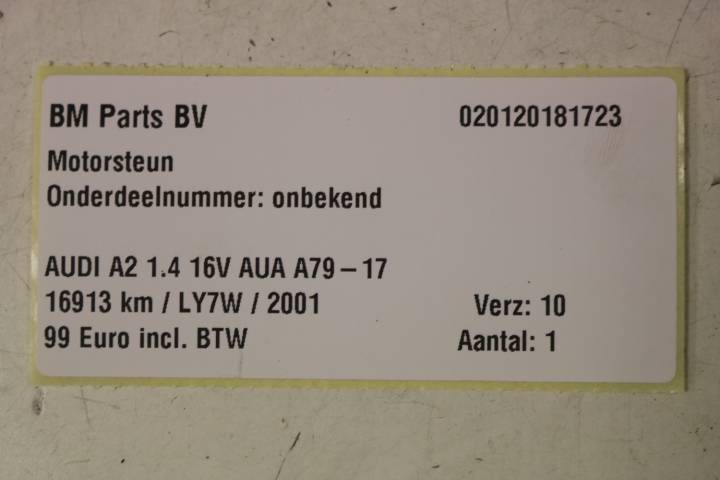 BM Parts BV 020120181723
Motorsteun
Onderdeelnummer: onbekend
AUDI A2 1.4 16V AUA A79-17
16913 km / LY7W / 2001 Verz: 10
99 Euro incl. BTW Aantal: 1